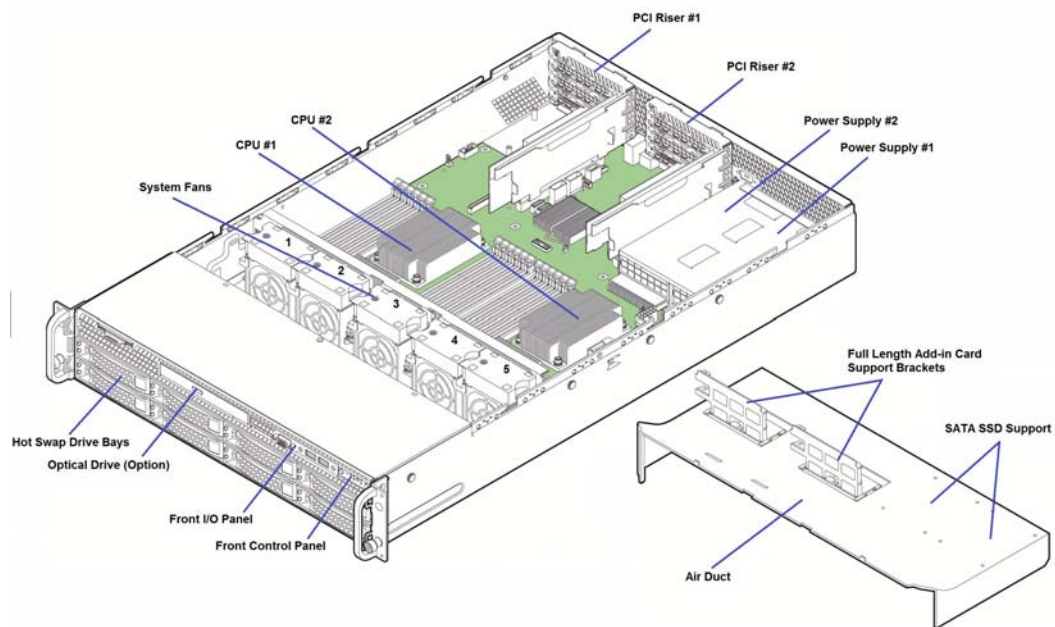 PCI Riser #1
PCI Riser #2
CPU #2
Power Supply #2
CPU #1
Power Supply #1
System Fans
1
2
3
4
5
Full Length Add-in Card
Support Brackets
Hot Swap Drive Bays
SATA SSD Support
Optical Drive (Option)
Front I/O Panel
Front Control Panel
Air Duct